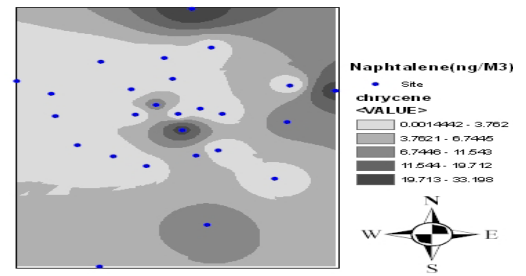 Naphtalene(ng/M3)
Site
chrycene
<VALUE>
0.0014442 - 3.762
3.7621 - 6.7445
6.7446 - 11.543
11.544 - 19.712
19.713 - 33.198
N
W E
S